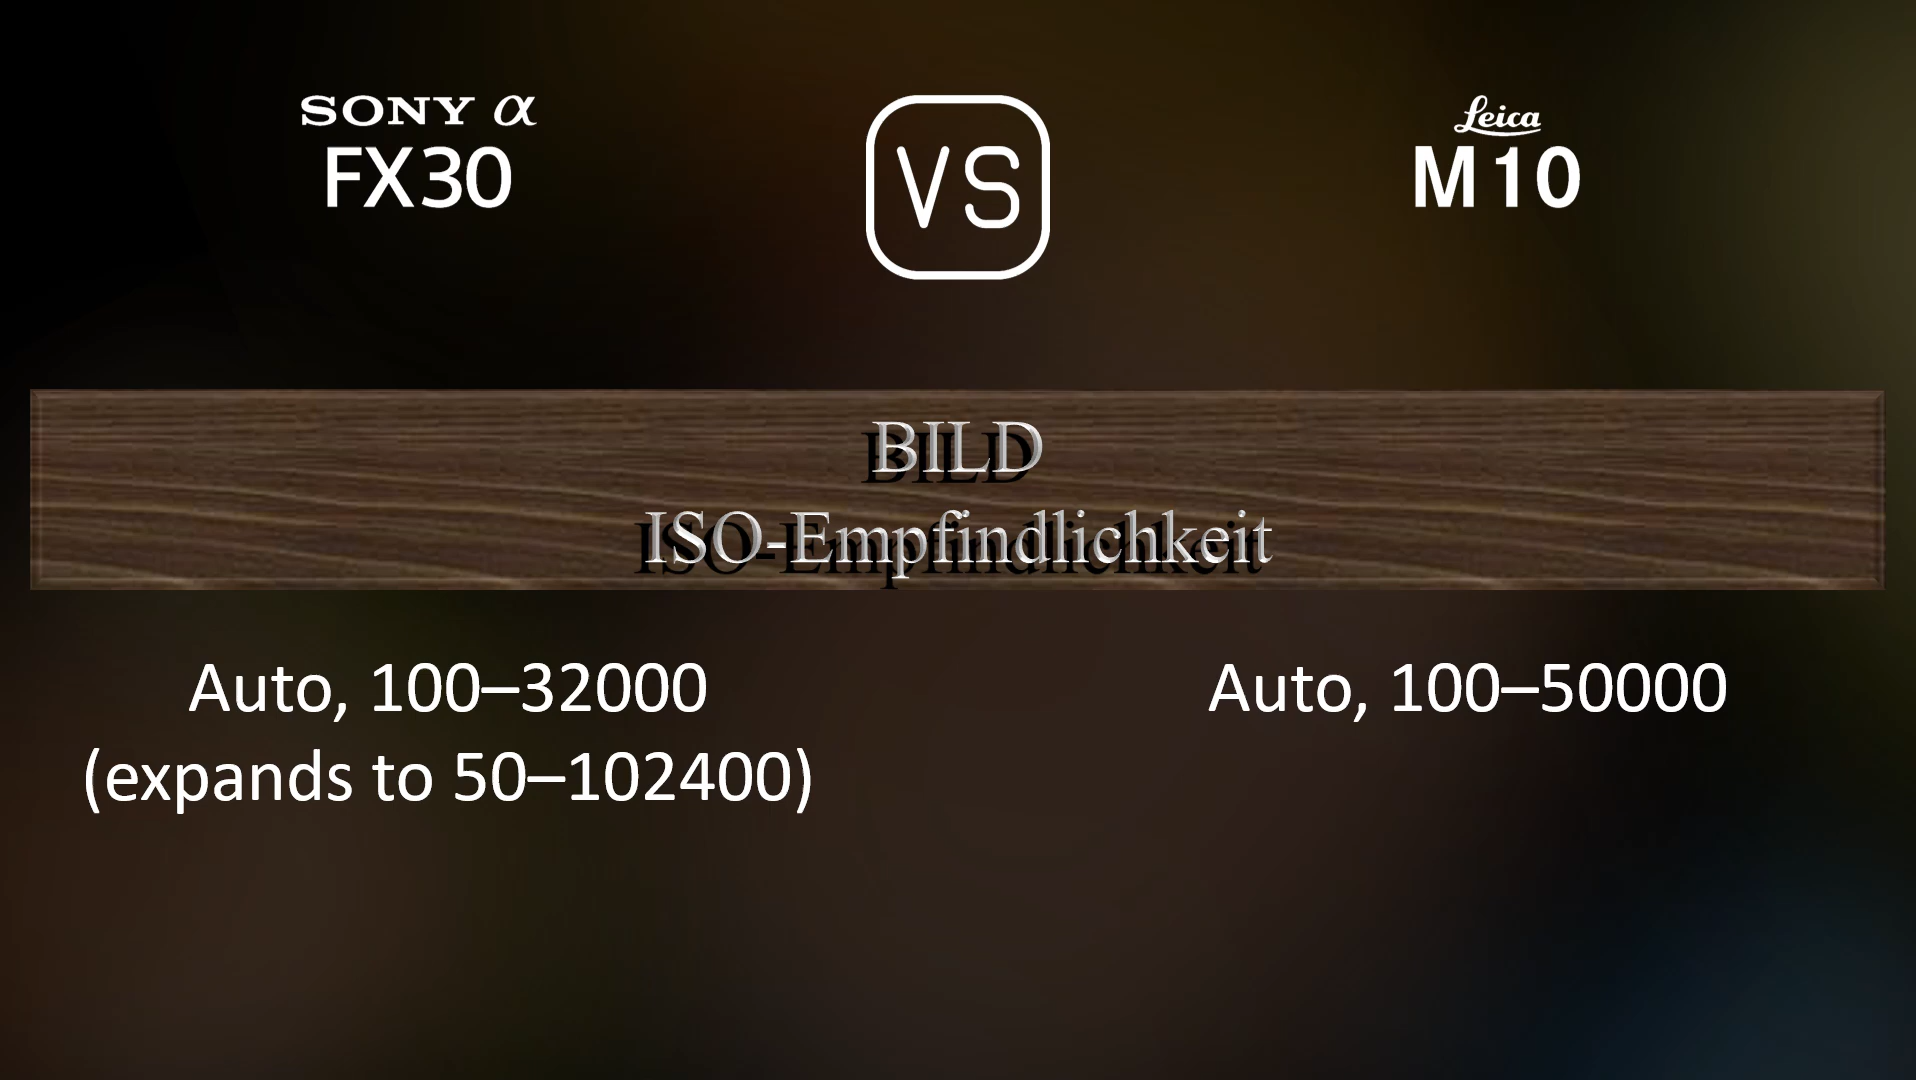 SONY α
FX30
VS
Leica
M10
BILD
ISO-Empfindlichkeit
Auto, 100–32000
(expands to 50–102400)
Auto, 100–50000